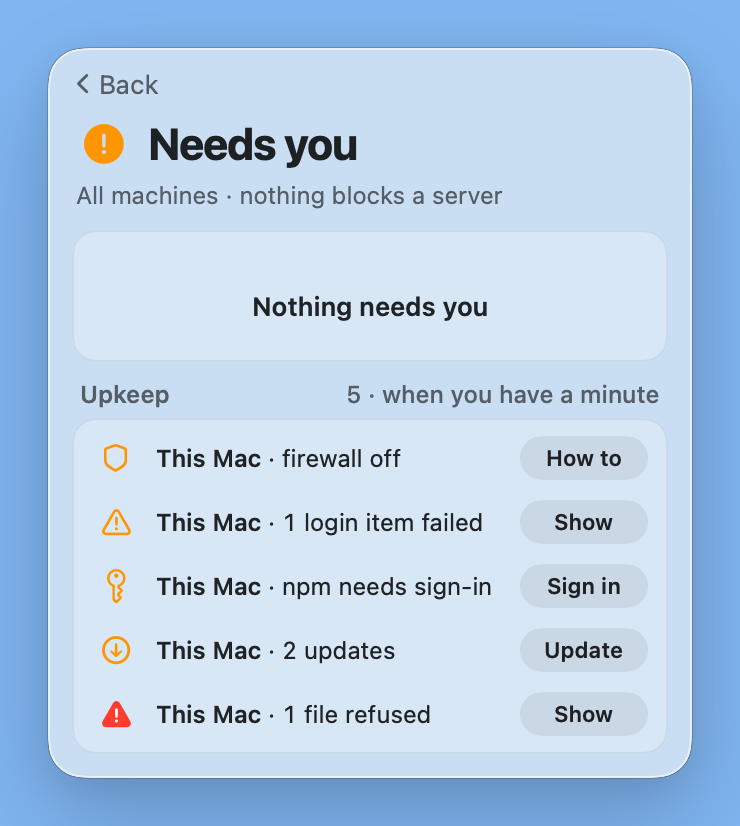 Back
Needs you
All machines · nothing blocks a server
Nothing needs you
Upkeep 5 · when you have a minute
This Mac · firewall off How to
This Mac · 1 login item failed Show
This Mac · npm needs sign-in Sign in
This Mac · 2 updates Update
This Mac · 1 file refused Show